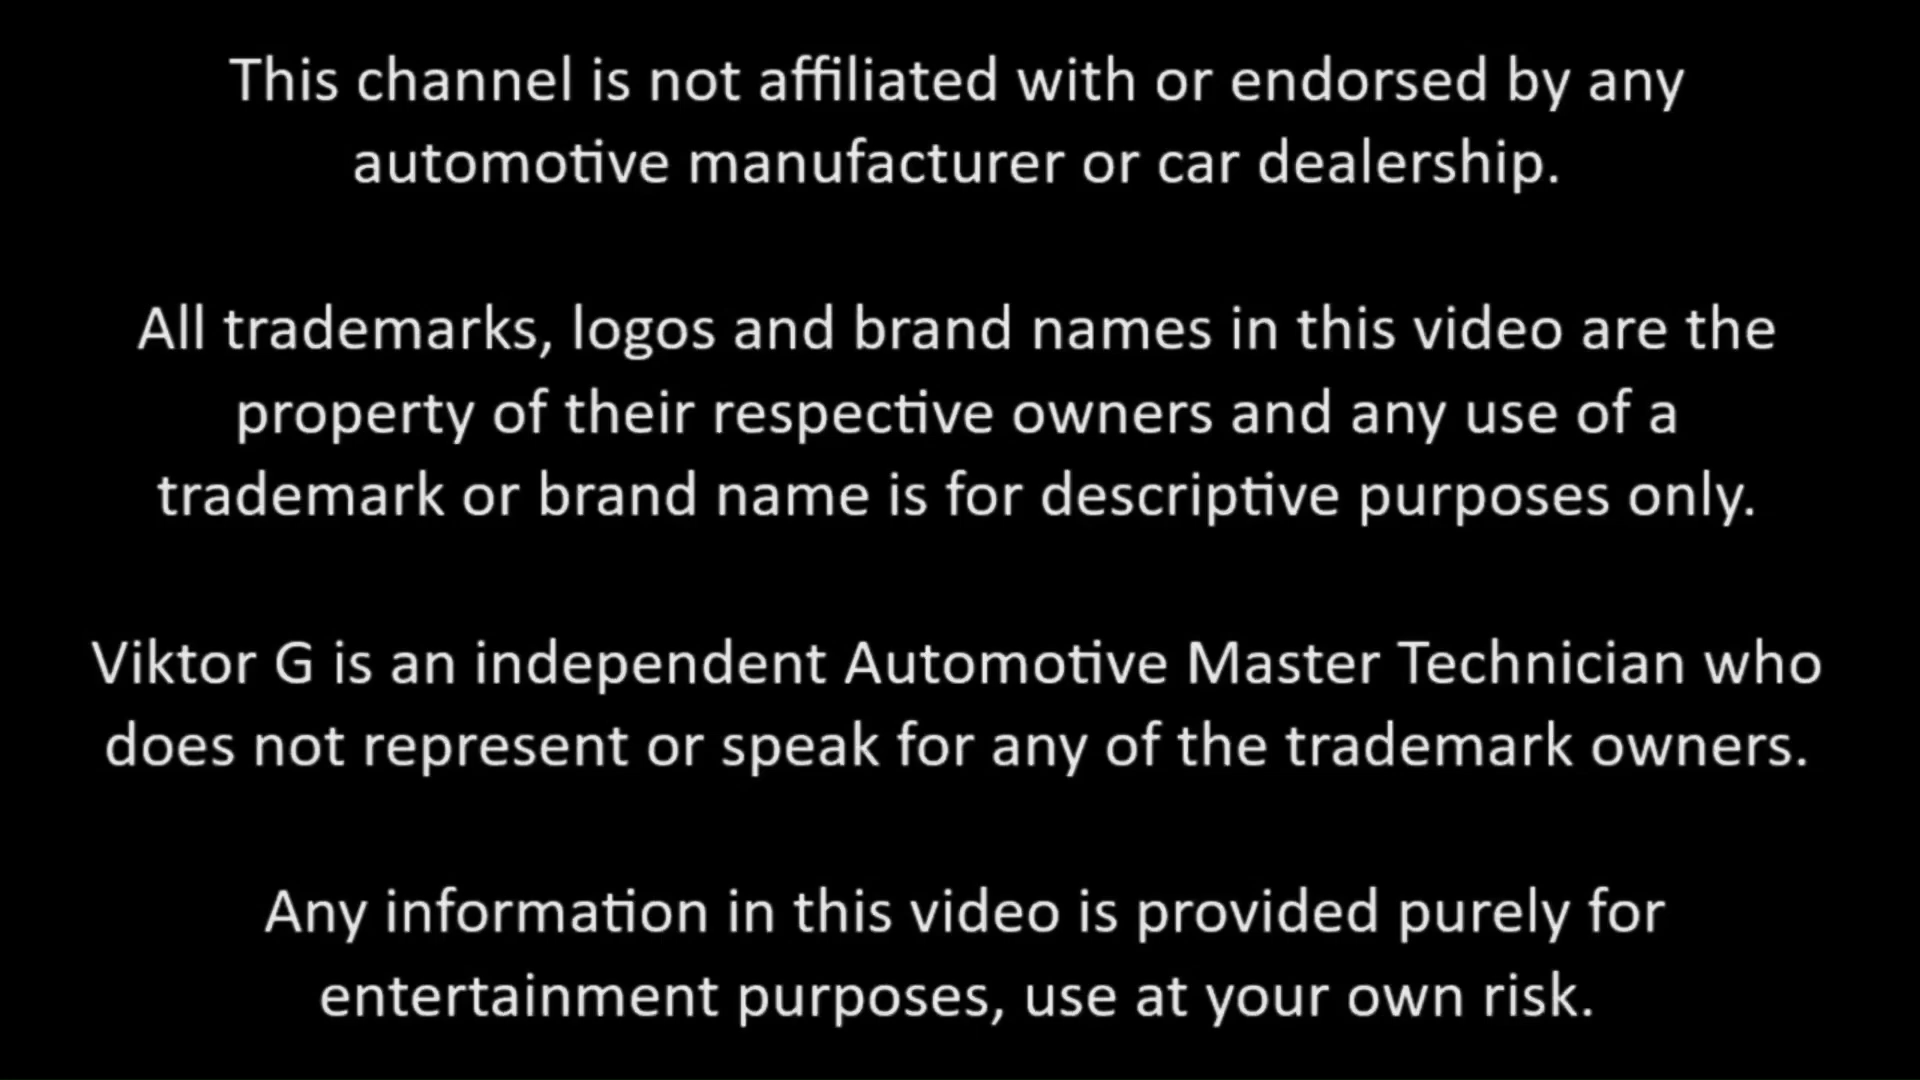 This channel is not affiliated with or endorsed by any
automotive manufacturer or car dealership.
All trademarks, logos and brand names in this video are the
property of their respective owners and any use of a
trademark or brand name is for descriptive purposes only.
Viktor G is an independent Automotive Master Technician who
does not represent or speak for any of the trademark owners.
Any information in this video is provided purely for
entertainment purposes, use at your own risk.